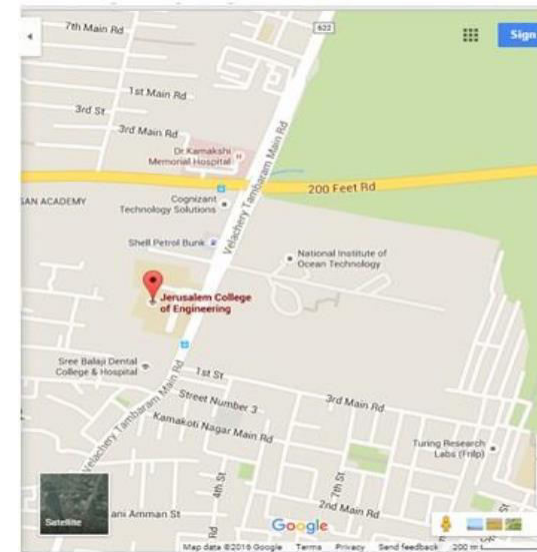 7th Main Rd
622
Sign
1st Main Rd
3rd St
3rd Main Rd
Dr.Kamakshi
Memorial Hospital
Velachery Tambaram Main Rd
200 Feet Rd
SAN ACADEMY
Cognizant
Technology Solutions
Shell Petrol Bunk
National Institute of
Ocean Technology
Jerusalem College
of Engineering
Sree Balaji Dental
College & Hospital
Velachery Tambaram Main Rd
1st St
Street Number 3
3rd Main Rd
Kamakoti Nagar Main Rd
Turing Research
Labs (Frilp)
4th St
7th St
2nd Main Rd
Rd
ani Amman St
Satellite
Google
Map data ©2016 Google
Terms
Privacy
Send feedback
200 m